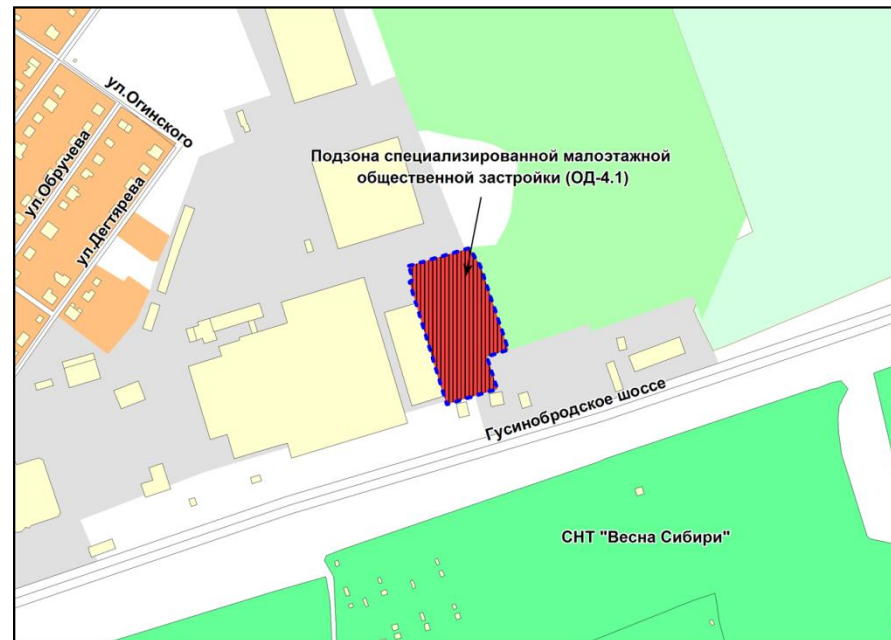 ул.Огинского
ул.Обручева
ул.Дегтярева
Подзона специализированной малоэтажной
общественной застройки (ОД-4.1)
Гусинобродское шоссе
СНТ "Весна Сибири"